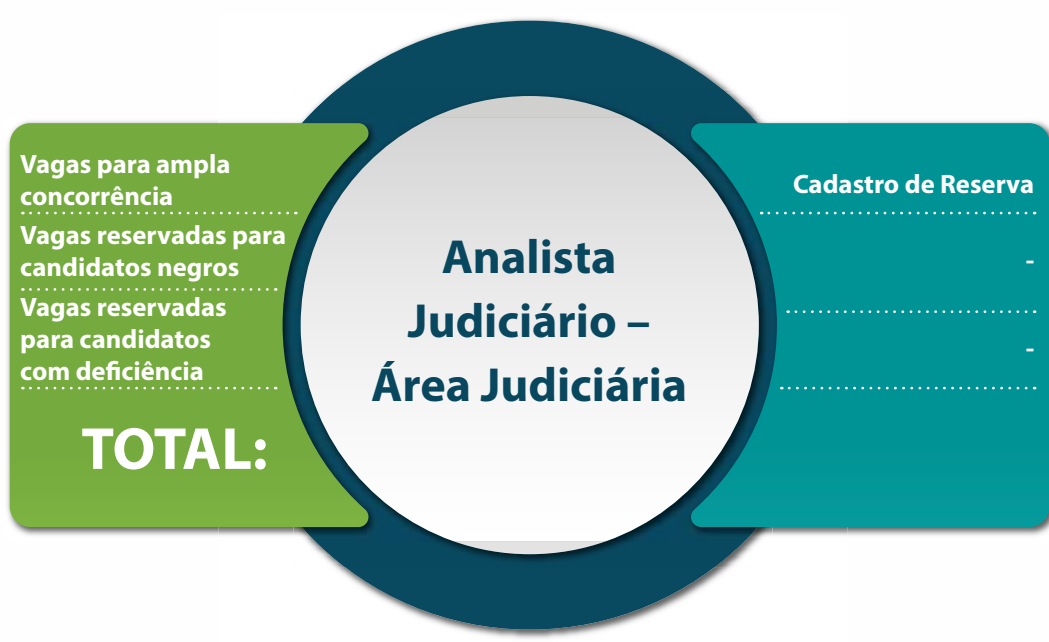 Vagas para ampla
concorrência
Vagas reservadas para
candidatos negros
Vagas reservadas
para candidatos
com deficiência
TOTAL:
Analista
Judiciário –
Área Judiciária
Cadastro de Reserva
-
-